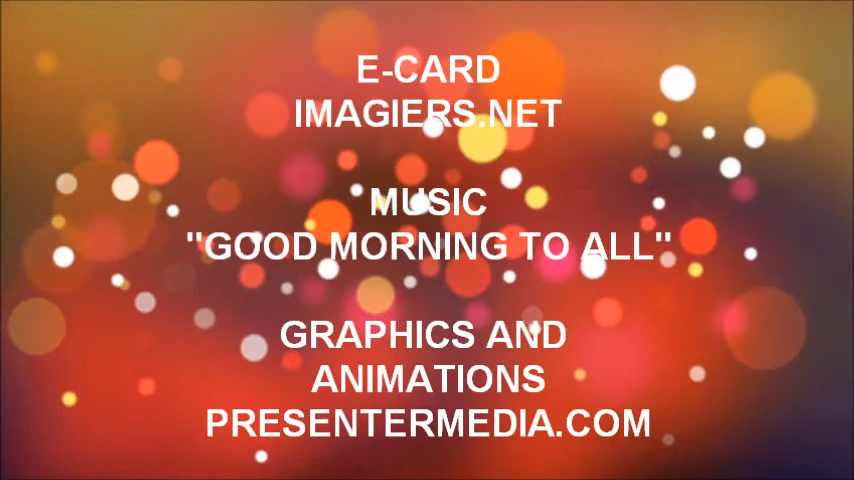 E-CARD
IMAGIERS.NET
MUSIC
"GOOD MORNING TO ALL"
GRAPHICS AND
ANIMATIONS
PRESENTERMEDIA.COM